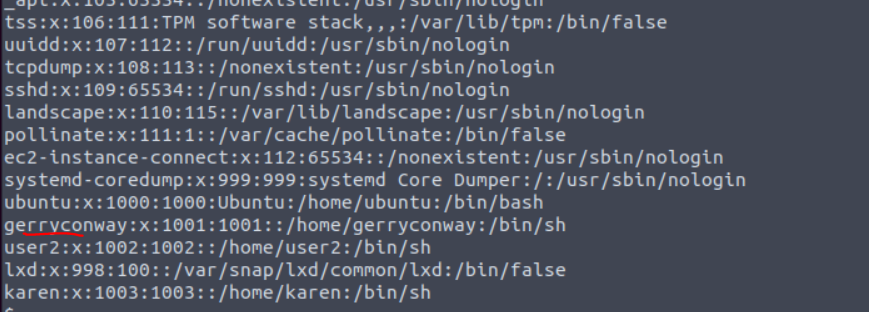 _apt:x:105:65534::/nonexistent:/usr/sbin/nologin
tss:x:106:111:TPM software stack,,,:/var/lib/tpm:/bin/false
uuidd:x:107:112::/run/uuidd:/usr/sbin/nologin
tcpdump:x:108:113::/nonexistent:/usr/sbin/nologin
sshd:x:109:65534::/run/sshd:/usr/sbin/nologin
landscape:x:110:115::/var/lib/landscape:/usr/sbin/nologin
pollinate:x:111:1::/var/cache/pollinate:/bin/false
ec2-instance-connect:x:112:65534::/nonexistent:/usr/sbin/nologin
systemd-coredump:x:999:999:systemd Core Dumper:/:/usr/sbin/nologin
ubuntu:x:1000:1000:Ubuntu:/home/ubuntu:/bin/bash
gerryconway:x:1001:1001::/home/gerryconway:/bin/sh
user2:x:1002:1002::/home/user2:/bin/sh
lxd:x:998:100::/var/snap/lxd/common/lxd:/bin/false
karen:x:1003:1003::/home/karen:/bin/sh
$